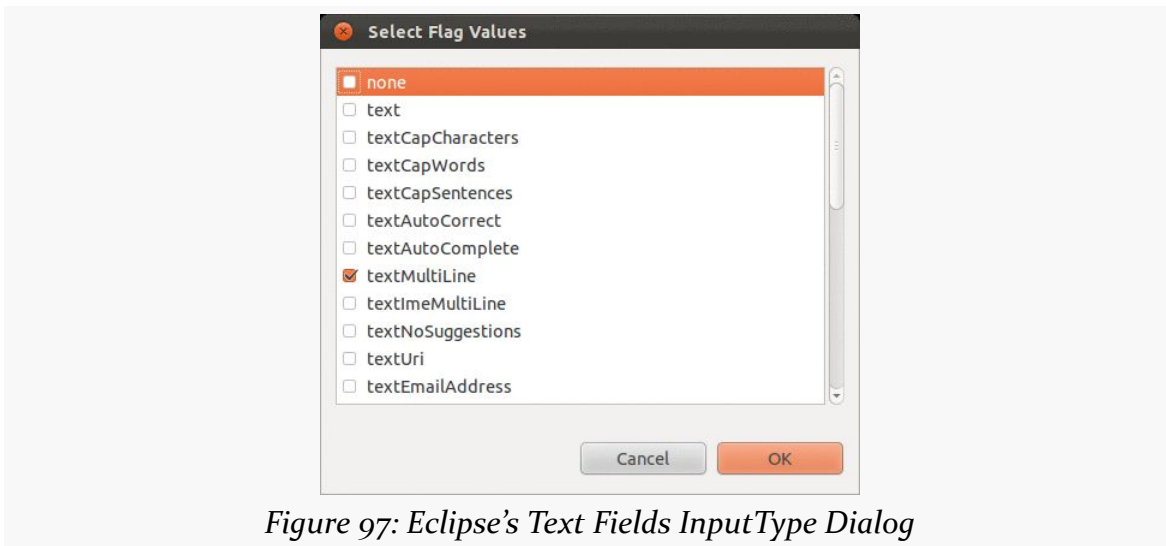 Select Flag Values
none
text
textCapCharacters
textCapWords
textCapSentences
textAutoCorrect
textAutoComplete
textMultiLine
textImeMultiLine
textNoSuggestions
textUri
textEmailAddress
Cancel OK
Figure 97: Eclipse’s Text Fields InputType Dialog